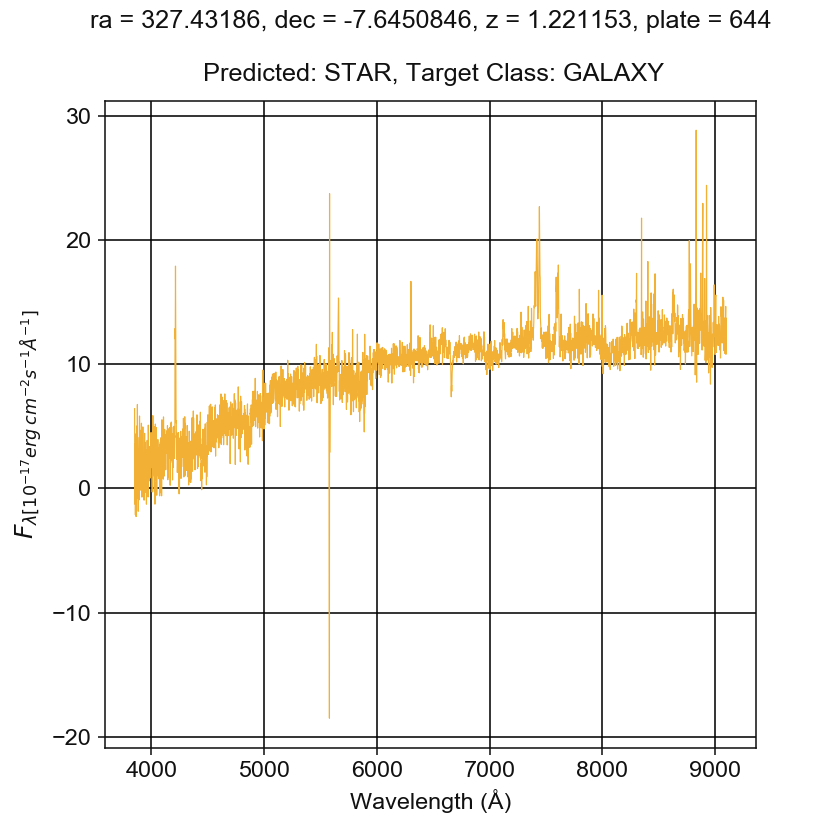 ra = 327.43186, dec = -7.6450846, z = 1.221153, plate = 644
Predicted: STAR, Target Class: GALAXY
30
20
10
0
−10
−20
F_{λ[10^{−17}erg cm^{−2}s^{−1}Å^{−1}]}
4000 5000 6000 7000 8000 9000
Wavelength (Å)